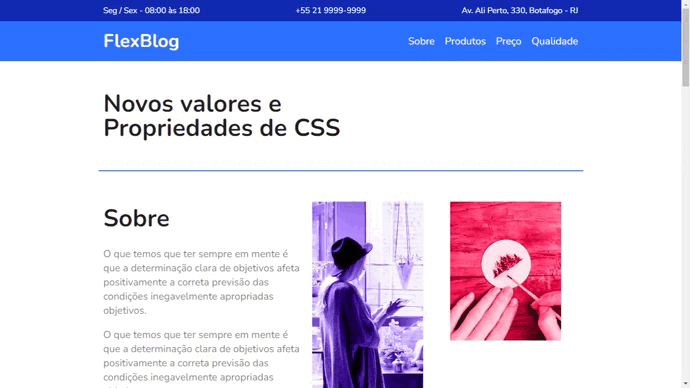 Seg / Sex - 08:00 às 18:00
+55 21 9999-9999
Av. Ali Perto, 330, Botafogo - RJ
FlexBlog
Sobre
Produtos
Preço
Qualidade
Novos valores e
Propriedades de CSS
Sobre
O que temos que ter sempre em mente é
que a determinação clara de objetivos afeta
positivamente a correta previsão das
condições inegavelmente apropriadas
objetivos.
O que temos que ter sempre em mente é
que a determinação clara de objetivos afeta
positivamente a correta previsão das
condições inegavelmente apropriadas